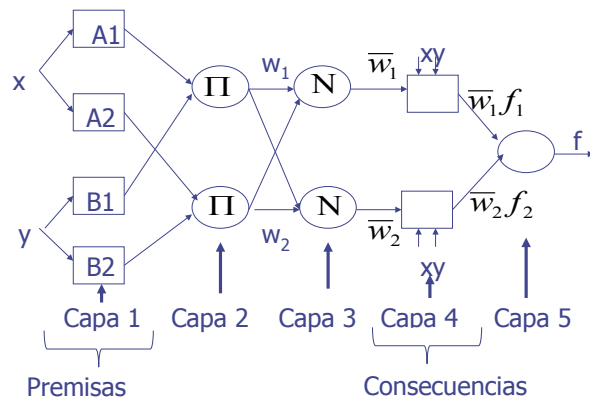 A1
A2
B1
B2
x
y
Π
Π
w₁
w₂
N
N
w̅₁
w̅₂
xy
xy
w̅₁f₁
w̅₂f₂
f
Capa 1
Capa 2
Capa 3
Capa 4
Capa 5
Premisas
Consecuencias